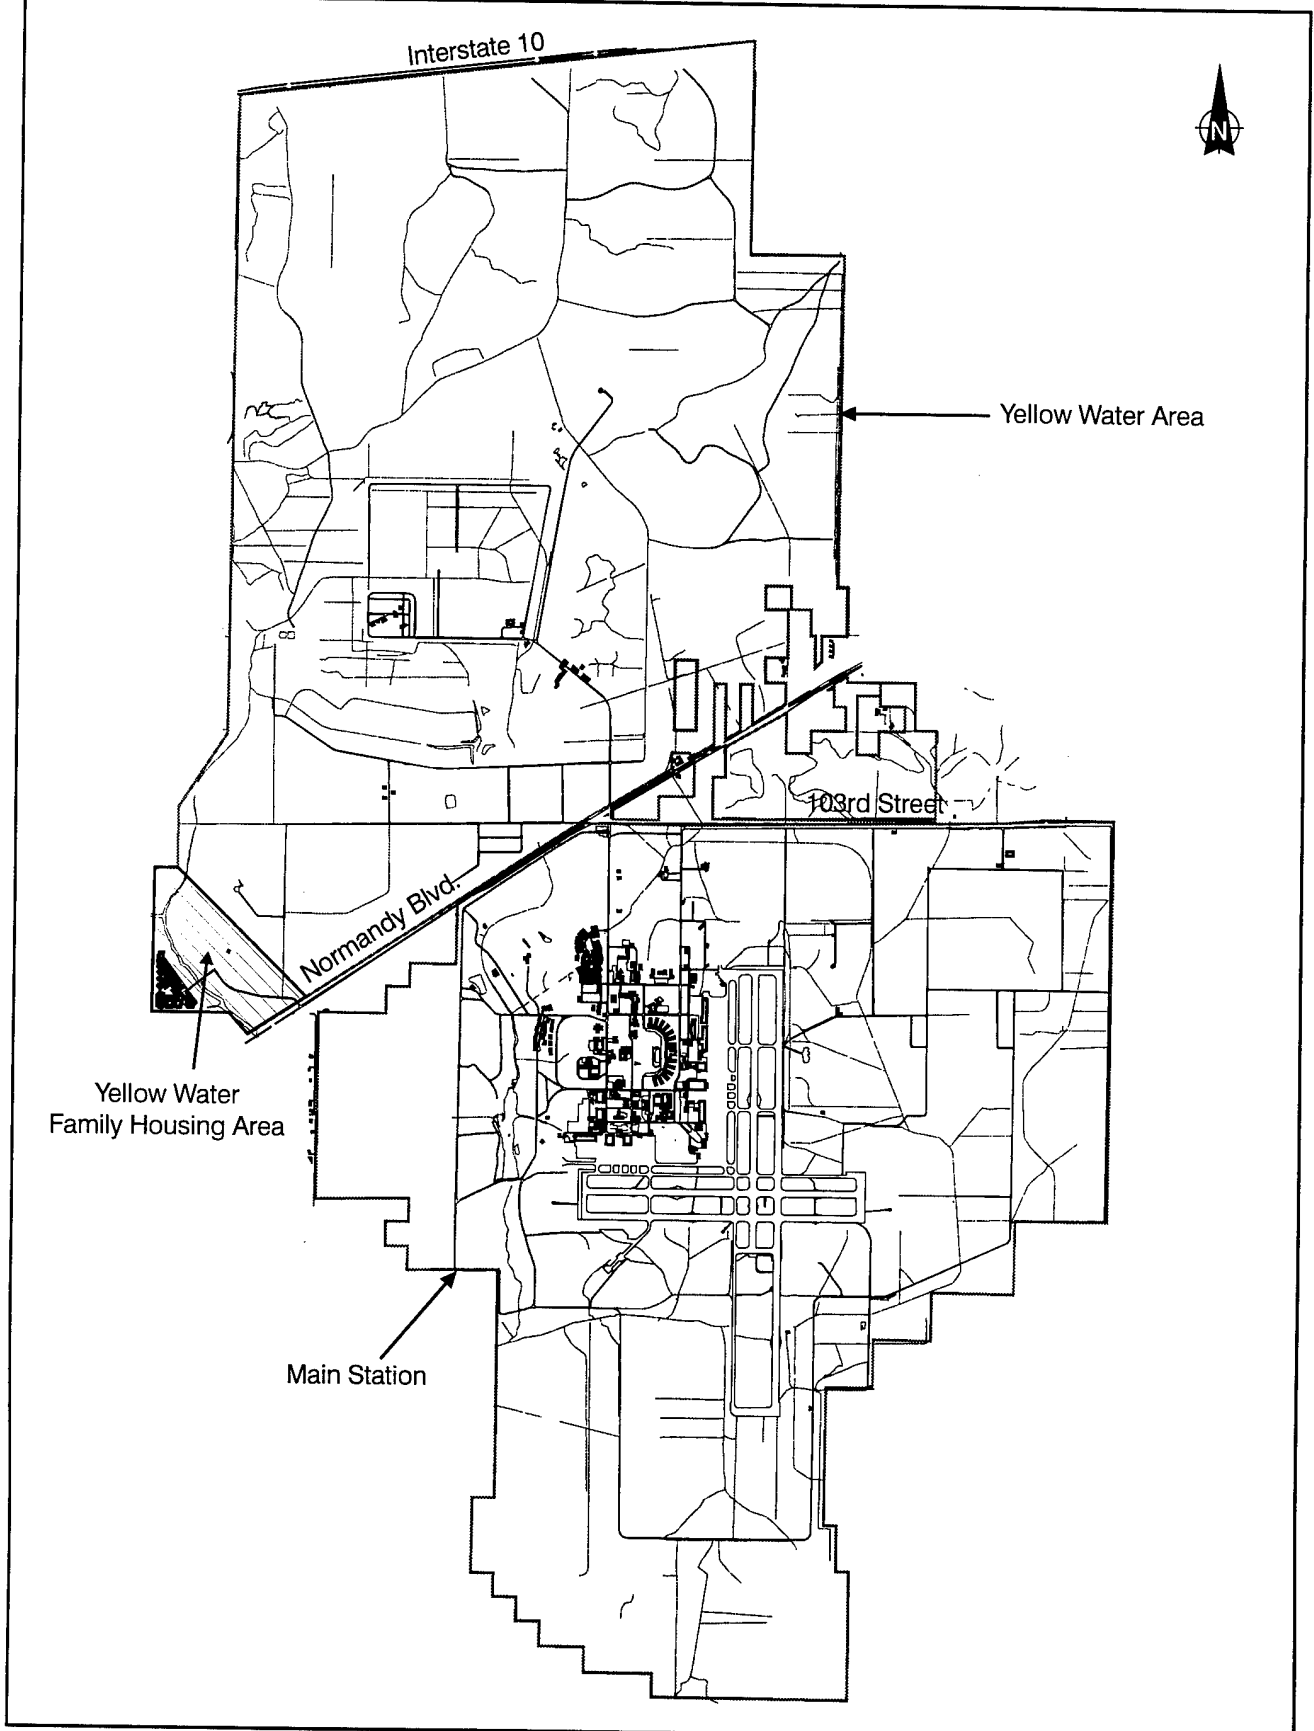 Interstate 10
N
Yellow Water Area
103rd Street
Normandy Blvd.
Yellow Water
Family Housing Area
Main Station